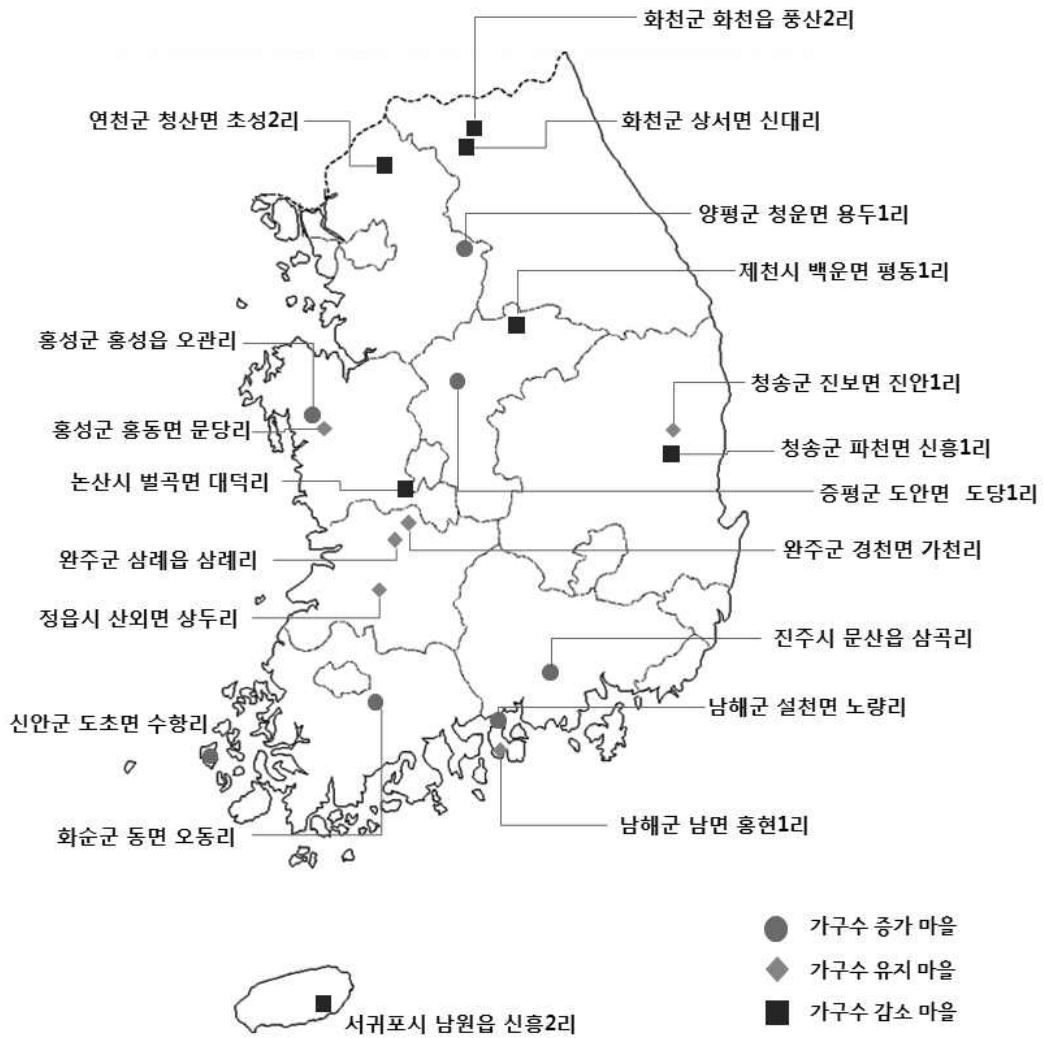 화천군 화천읍 풍산2리
연천군 청산면 초성2리
화천군 상서면 신대리
양평군 청운면 용두1리
제천시 백운면 평동1리
홍성군 홍성읍 오관리
청송군 진보면 진안1리
홍성군 홍동면 문당리
청송군 파천면 신흥1리
논산시 벌곡면 대덕리
증평군 도안면 도당1리
완주군 삼례읍 삼례리
완주군 경천면 가천리
정읍시 산외면 상두리
진주시 문산읍 삼곡리
신안군 도초면 수항리
남해군 설천면 노량리
화순군 동면 오동리
남해군 남면 홍현1리
가구수 증가 마을
가구수 유지 마을
가구수 감소 마을
서귀포시 남원읍 신흥2리